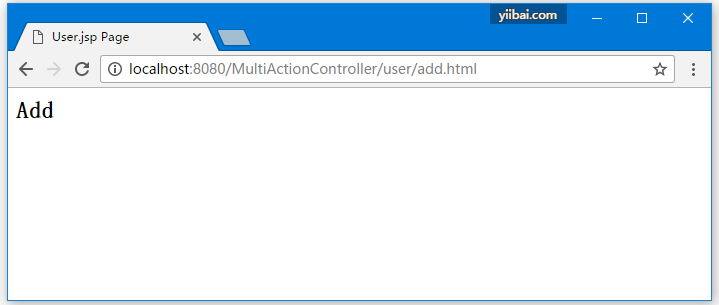 yiibai.com
User.jsp Page
localhost:8080/MultiActionController/user/add.html
Add